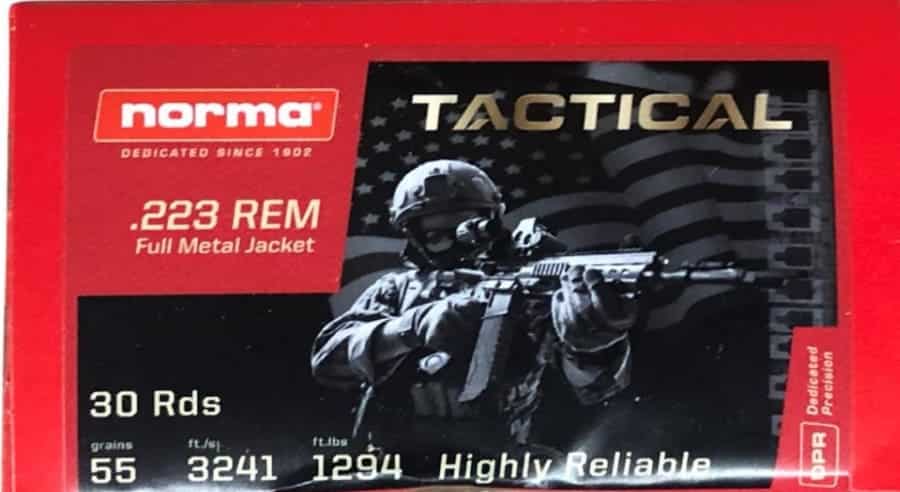 norma®
DEDICATED SINCE 1902
TACTICAL
.223 REM
Full Metal Jacket
30 Rds
grains
55
ft./s
3241
ft.lbs
1294
Highly Reliable
DPR
Dedicated
Precision